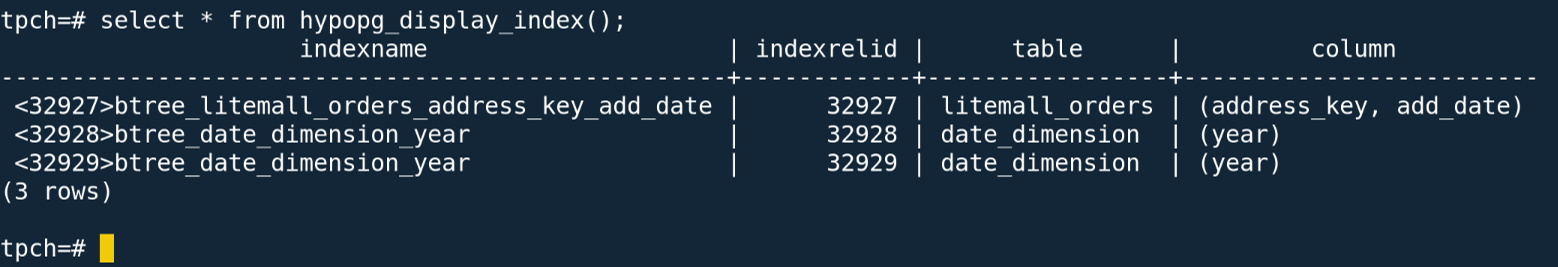 tpch=# select * from hypopg_display_index();
                     indexname                     | indexrelid |      table      |         column
---------------------------------------------------+------------+-----------------+-------------------------
 <32927>btree_litemall_orders_address_key_add_date |      32927 | litemall_orders | (address_key, add_date)
 <32928>btree_date_dimension_year                  |      32928 | date_dimension  | (year)
 <32929>btree_date_dimension_year                  |      32929 | date_dimension  | (year)
(3 rows)
tpch=#